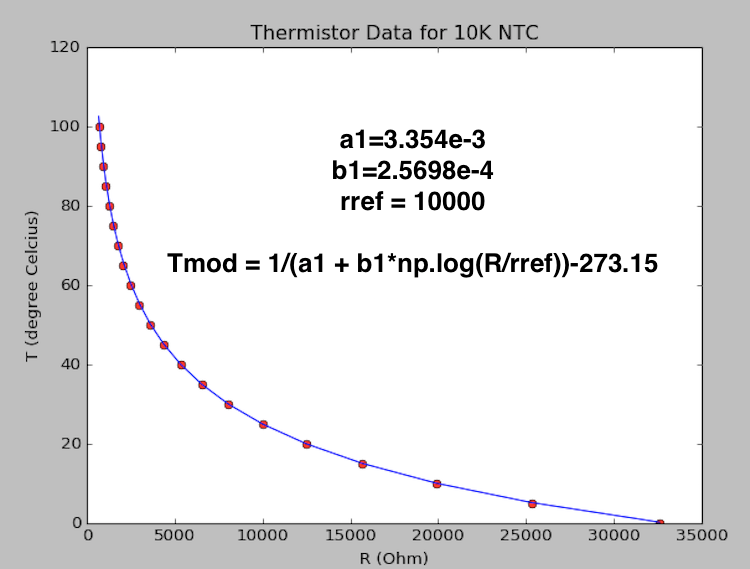 Thermistor Data for 10K NTC
120
100
80
60
40
20
0
T (degree Celcius)
a1=3.354e-3
b1=2.5698e-4
rref = 10000
Tmod = 1/(a1 + b1*np.log(R/rref))-273.15
0 5000 10000 15000 20000 25000 30000 35000
R (Ohm)